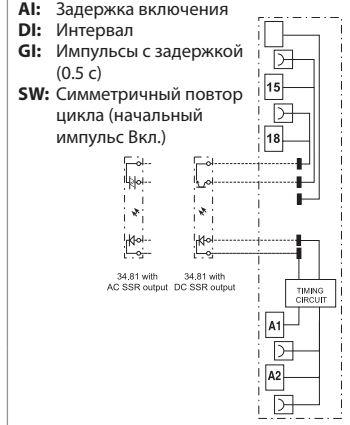 AI: Задержка включения
DI: Интервал
GI: Импульсы с задержкой
(0.5 с)
SW: Симметричный повтор
цикла (начальный
импульс Вкл.)
15
18
34.81 with
AC SSR output
34.81 with
DC SSR output
TIMING
CIRCUIT
A1
A2